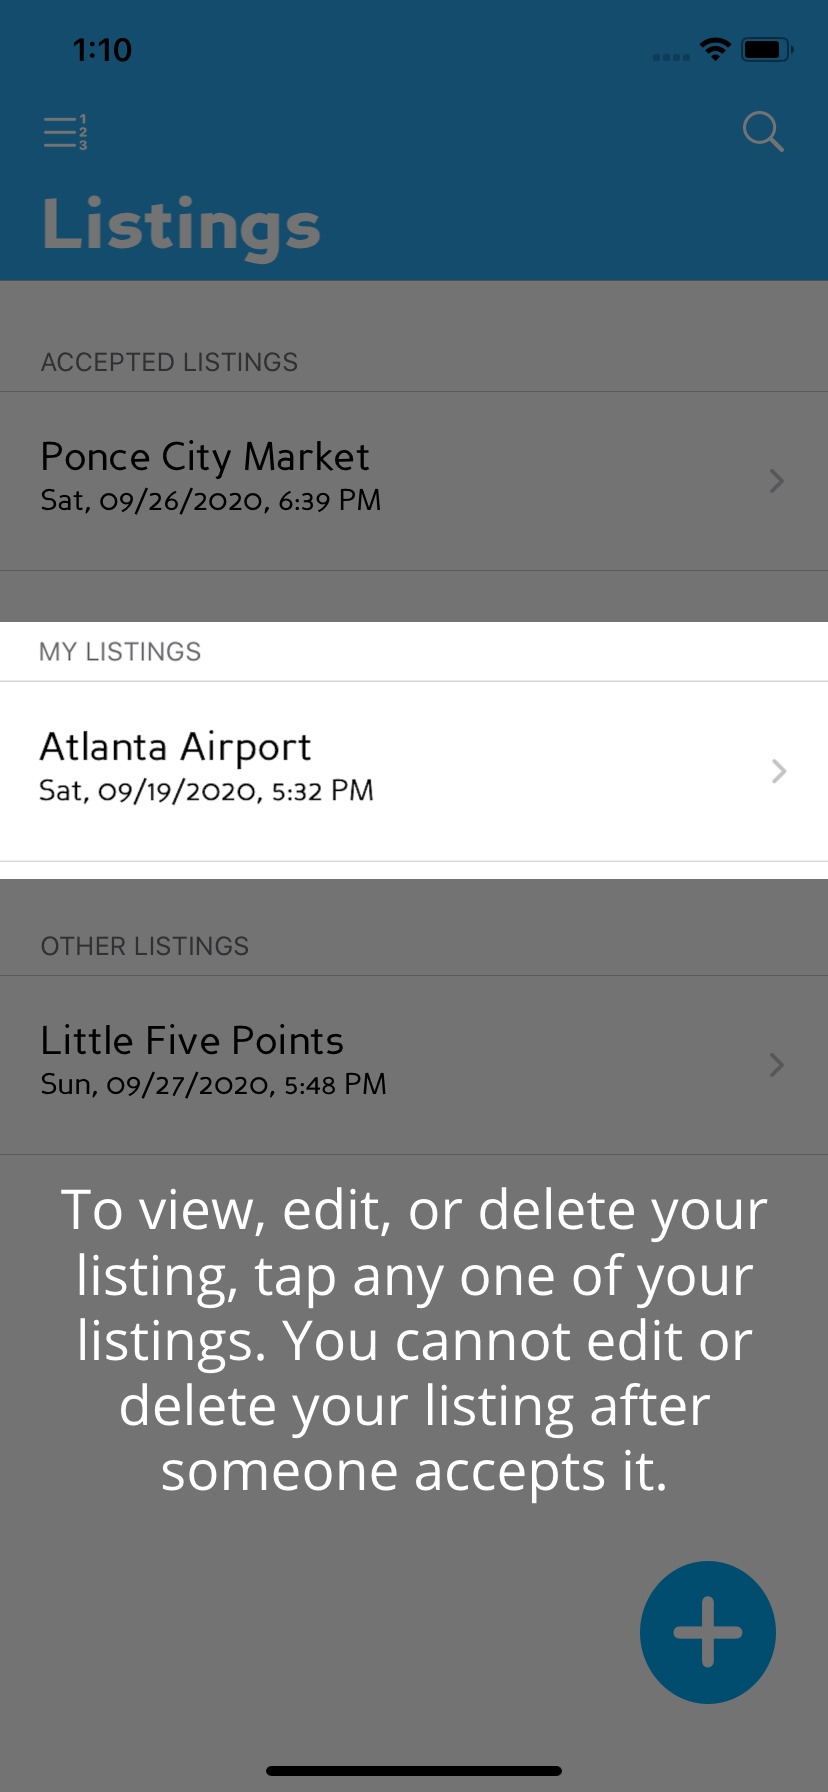 1:10
1
2
3
Listings
ACCEPTED LISTINGS
Ponce City Market
Sat, 09/26/2020, 6:39 PM
MY LISTINGS
Atlanta Airport
Sat, 09/19/2020, 5:32 PM
OTHER LISTINGS
Little Five Points
Sun, 09/27/2020, 5:48 PM
To view, edit, or delete your
listing, tap any one of your
listings. You cannot edit or
delete your listing after
someone accepts it.